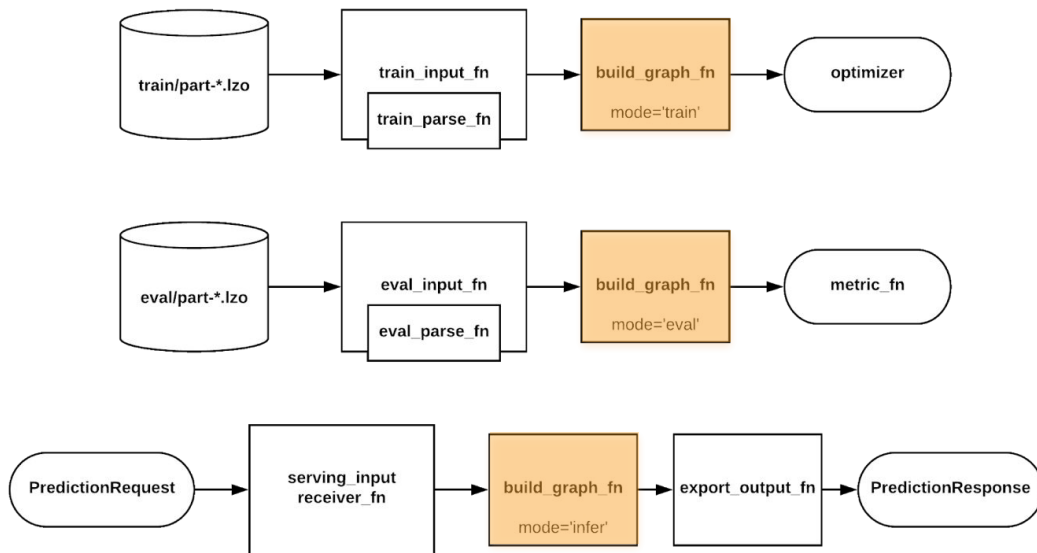 train/part-*.lzo
train_input_fn
train_parse_fn
build_graph_fn
mode='train'
optimizer
eval/part-*.lzo
eval_input_fn
eval_parse_fn
build_graph_fn
mode='eval'
metric_fn
PredictionRequest
serving_input
receiver_fn
build_graph_fn
mode='infer'
export_output_fn
PredictionResponse